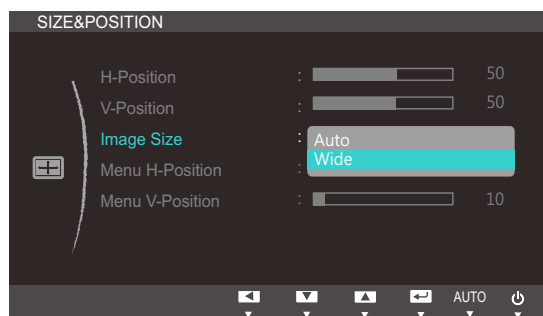 SIZE&POSITION
H-Position : 50
V-Position : 50
Image Size : Auto
Wide
Menu H-Position :
Menu V-Position : 10
AUTO